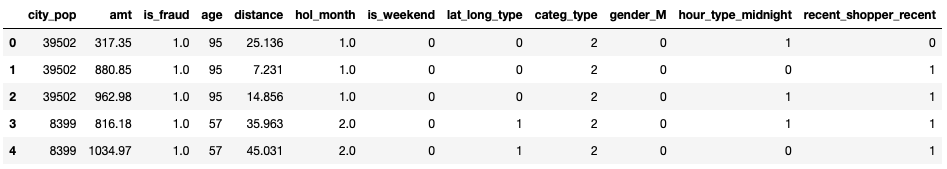 city_pop amt is_fraud age distance hol_month is_weekend lat_long_type categ_type gender_M hour_type_midnight recent_shopper_recent
0 39502 317.35 1.0 95 25.136 1.0 0 0 2 0 1 0
1 39502 880.85 1.0 95 7.231 1.0 0 0 2 0 0 1
2 39502 962.98 1.0 95 14.856 1.0 0 0 2 0 1 1
3 8399 816.18 1.0 57 35.963 2.0 0 1 2 0 1 1
4 8399 1034.97 1.0 57 45.031 2.0 0 1 2 0 0 1